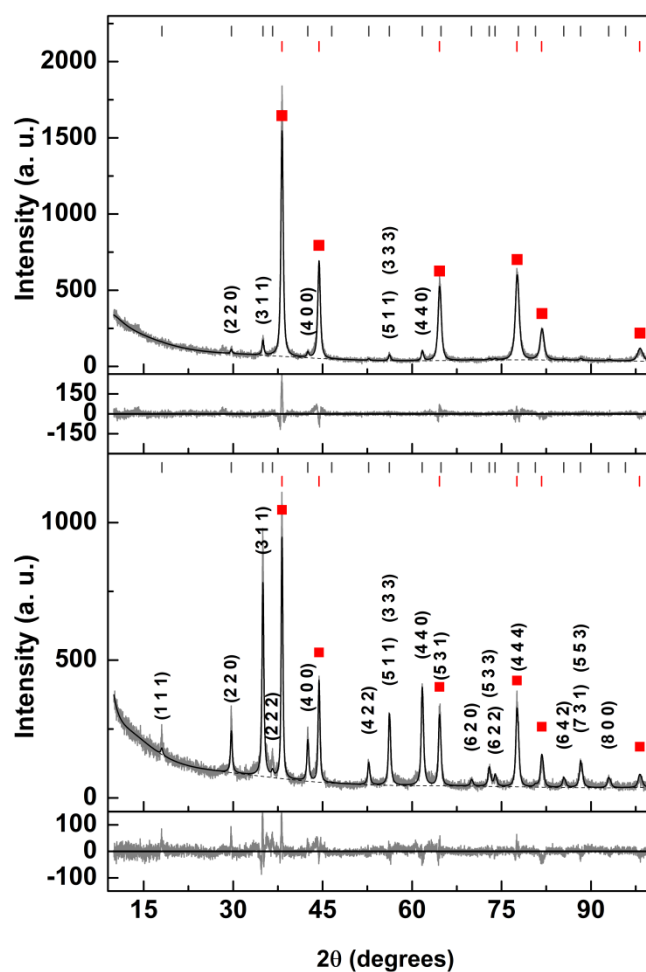 2000
1500
1000
500
0
Intensity (a. u.)
(2 2 0)
(3 1 1)
(4 0 0)
(5 1 1) (3 3 3)
(4 4 0)
150
0
-150
1000
500
0
Intensity (a. u.)
(1 1 1)
(2 2 0)
(3 1 1)
(2 2 2)
(4 0 0)
(4 2 2)
(5 1 1) (3 3 3)
(4 4 0)
(5 3 1)
(6 2 0)
(5 3 3)
(6 2 2)
(4 4 4)
(6 4 2)
(7 3 1) (5 5 3)
(8 0 0)
100
0
-100
15 30 45 60 75 90
2θ (degrees)